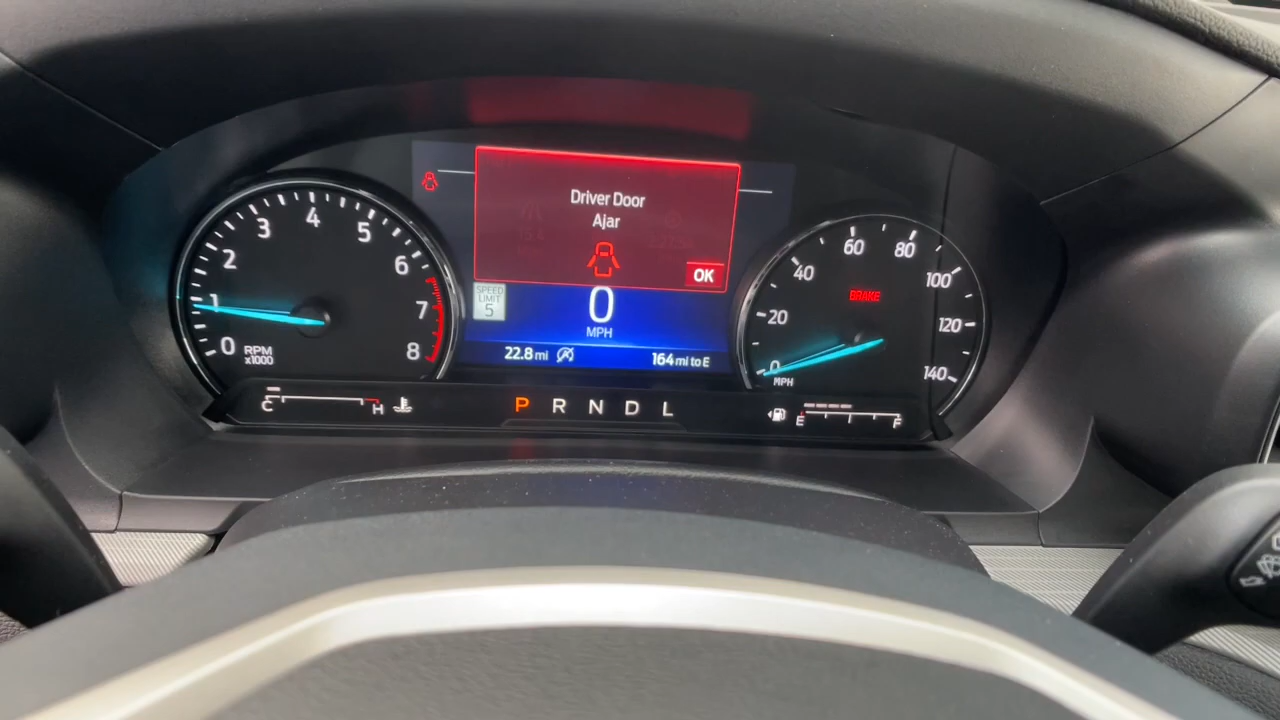 Driver Door
Ajar
OK
SPEED
LIMIT
5
0
MPH
22.8 mi
164 mi to E
0
1
2
3
4
5
6
7
8
RPM
x1000
0
20
40
60
80
100
120
140
MPH
BRAKE
C
H
P R N D L
E
F